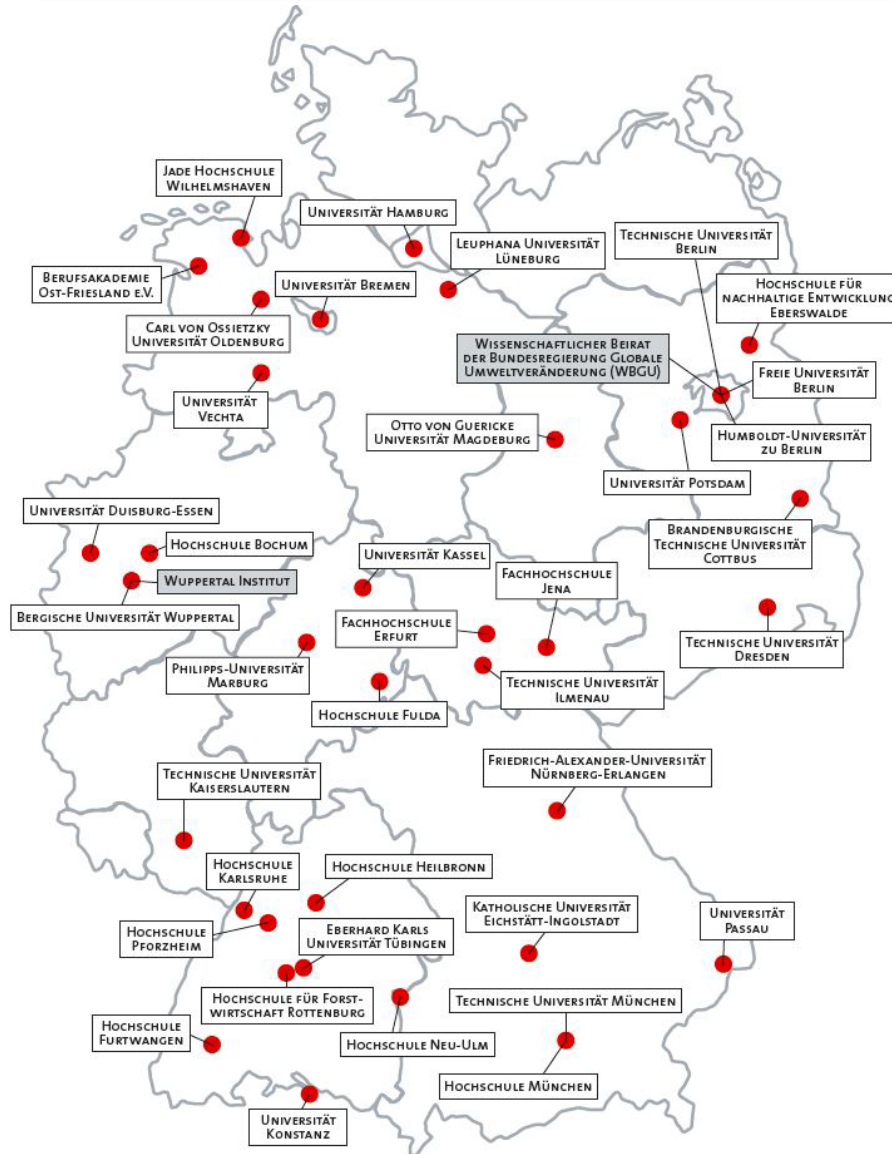 Jade Hochschule
Wilhelmshaven
Universität Hamburg
Leuphana Universität
Lüneburg
Technische Universität
Berlin
Berufsakademie
Ost-Friesland e.V.
Universität Bremen
Hochschule für
nachhaltige Entwicklung
Eberswalde
Carl von Ossietzky
Universität Oldenburg
Wissenschaftlicher Beirat
der Bundesregierung Globale
Umweltveränderung (WBGU)
Freie Universität
Berlin
Universität
Vechta
Otto von Guericke
Universität Magdeburg
Humboldt-Universität
zu Berlin
Universität Potsdam
Universität Duisburg-Essen
Hochschule Bochum
Universität Kassel
Brandenburgische
Technische Universität
Cottbus
Fachhochschule
Jena
Wuppertal Institut
Bergische Universität Wuppertal
Fachhochschule
Erfurt
Philipps-Universität
Marburg
Technische Universität
Dresden
Technische Universität
Ilmenau
Hochschule Fulda
Friedrich-Alexander-Universität
Nürnberg-Erlangen
Technische Universität
Kaiserslautern
Hochschule
Karlsruhe
Hochschule Heilbronn
Katholische Universität
Eichstätt-Ingolstadt
Universität
Passau
Hochschule
Pforzheim
Eberhard Karls
Universität Tübingen
Hochschule für Forst-
wirtschaft Rottenburg
Technische Universität München
Hochschule
Furtwangen
Hochschule Neu-Ulm
Hochschule München
Universität
Konstanz